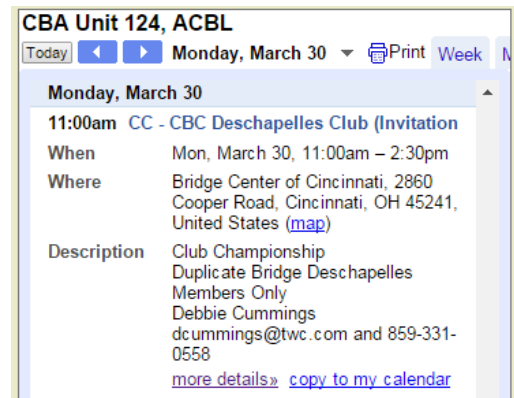 CBA Unit 124, ACBL
Today Monday, March 30 Print Week
Monday, March 30
11:00am CC - CBC Deschapelles Club (Invitation
When Mon, March 30, 11:00am – 2:30pm
Where Bridge Center of Cincinnati, 2860
Cooper Road, Cincinnati, OH 45241,
United States (map)
Description Club Championship
Duplicate Bridge Deschapelles
Members Only
Debbie Cummings
dcummings@twc.com and 859-331-
0558
more details» copy to my calendar